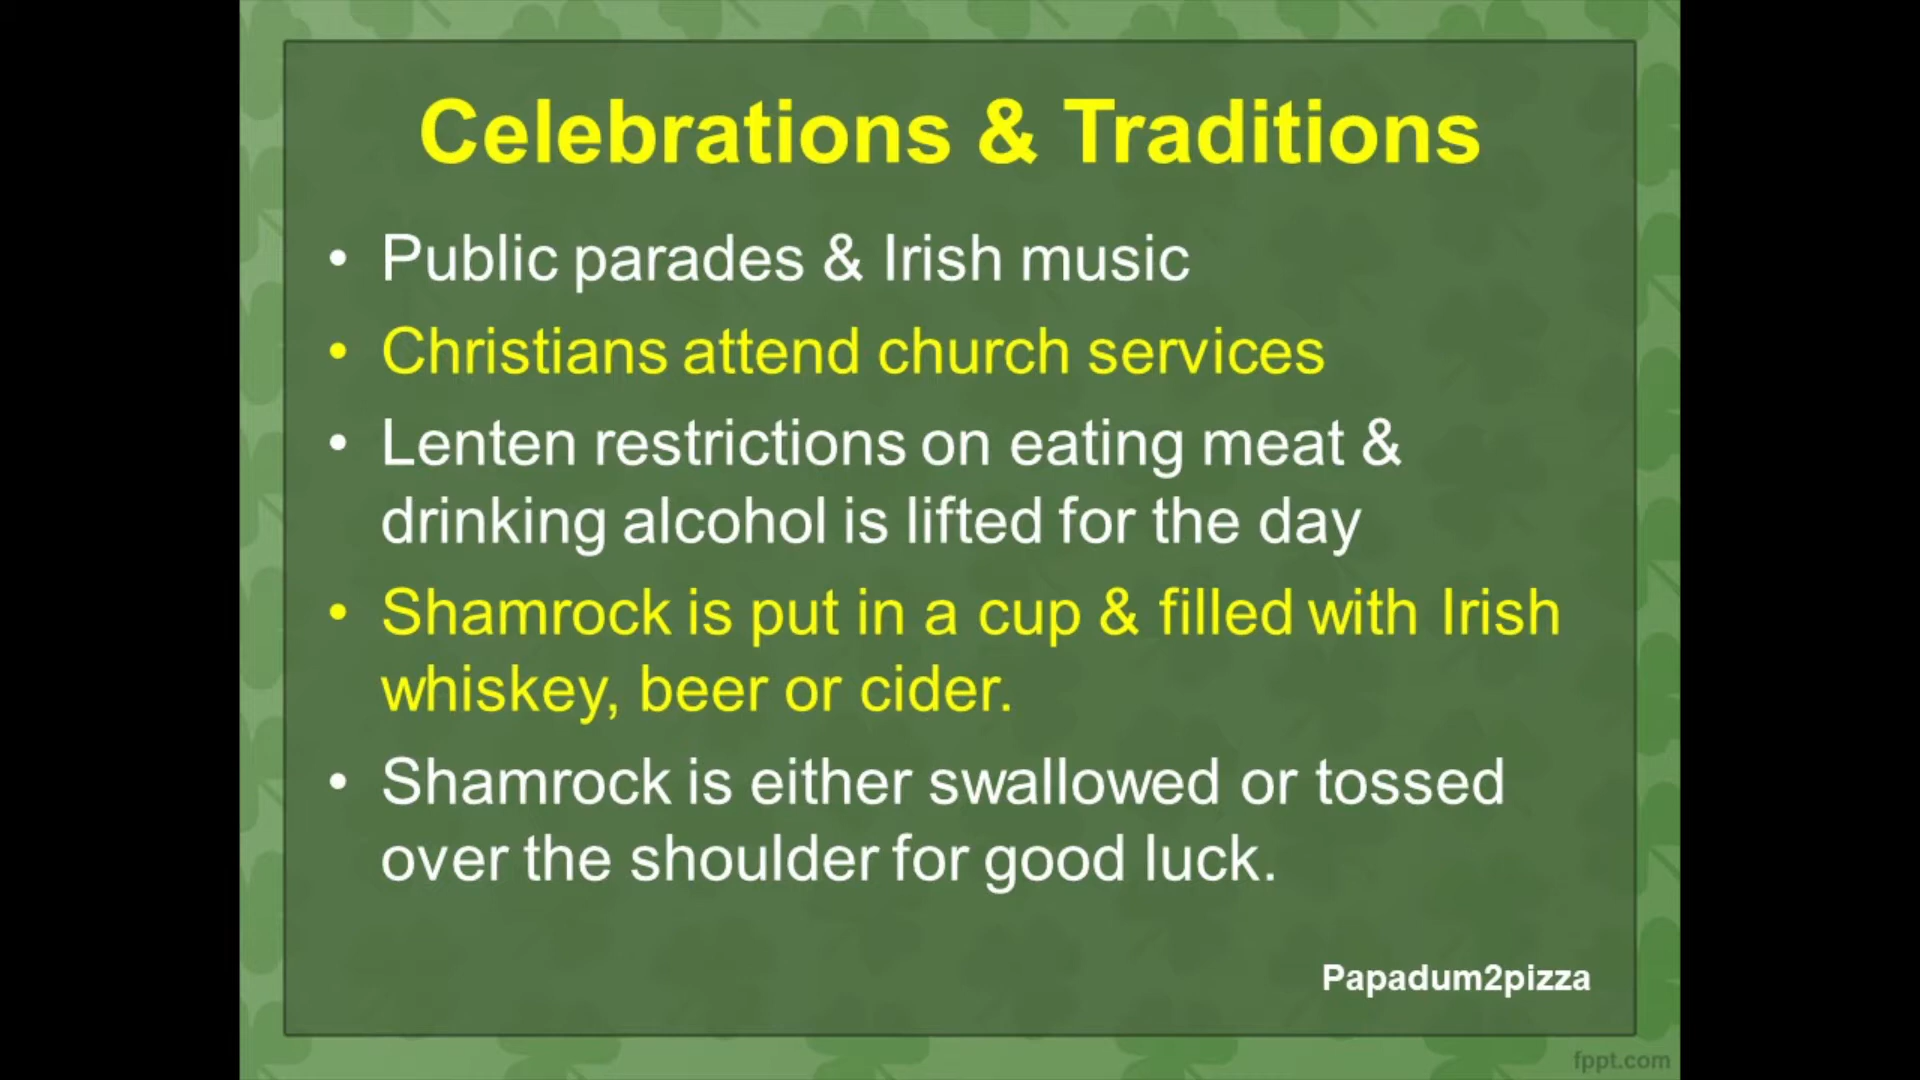 Celebrations & Traditions
• Public parades & Irish music
• Christians attend church services
• Lenten restrictions on eating meat &
drinking alcohol is lifted for the day
• Shamrock is put in a cup & filled with Irish
whiskey, beer or cider.
• Shamrock is either swallowed or tossed
over the shoulder for good luck.
Papadum2pizza
fppt.com